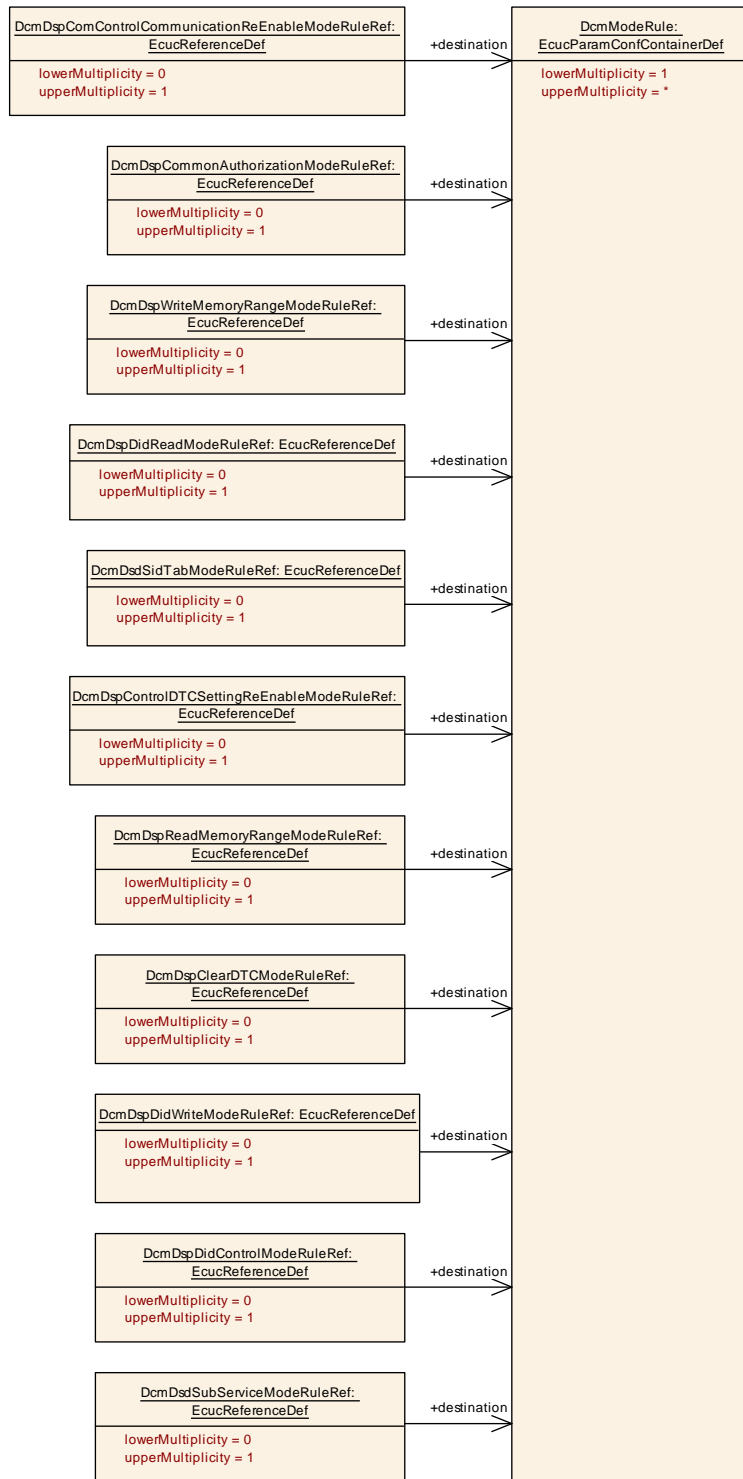 DcmDspComControlCommunicationReEnableModeRuleRef:
EcucReferenceDef
lowerMultiplicity = 0
upperMultiplicity = 1
+destination
DcmModeRule:
EcucParamConfContainerDef
lowerMultiplicity = 1
upperMultiplicity = *
DcmDspCommonAuthorizationModeRuleRef:
EcucReferenceDef
lowerMultiplicity = 0
upperMultiplicity = 1
+destination
DcmDspWriteMemoryRangeModeRuleRef:
EcucReferenceDef
lowerMultiplicity = 0
upperMultiplicity = 1
+destination
DcmDspDidReadModeRuleRef: EcucReferenceDef
lowerMultiplicity = 0
upperMultiplicity = 1
+destination
DcmDsdSidTabModeRuleRef: EcucReferenceDef
lowerMultiplicity = 0
upperMultiplicity = 1
+destination
DcmDspControlDTCSettingReEnableModeRuleRef:
EcucReferenceDef
lowerMultiplicity = 0
upperMultiplicity = 1
+destination
DcmDspReadMemoryRangeModeRuleRef:
EcucReferenceDef
lowerMultiplicity = 0
upperMultiplicity = 1
+destination
DcmDspClearDTCModeRuleRef:
EcucReferenceDef
lowerMultiplicity = 0
upperMultiplicity = 1
+destination
DcmDspDidWriteModeRuleRef: EcucReferenceDef
lowerMultiplicity = 0
upperMultiplicity = 1
+destination
DcmDspDidControlModeRuleRef:
EcucReferenceDef
lowerMultiplicity = 0
upperMultiplicity = 1
+destination
DcmDsdSubServiceModeRuleRef:
EcucReferenceDef
lowerMultiplicity = 0
upperMultiplicity = 1
+destination